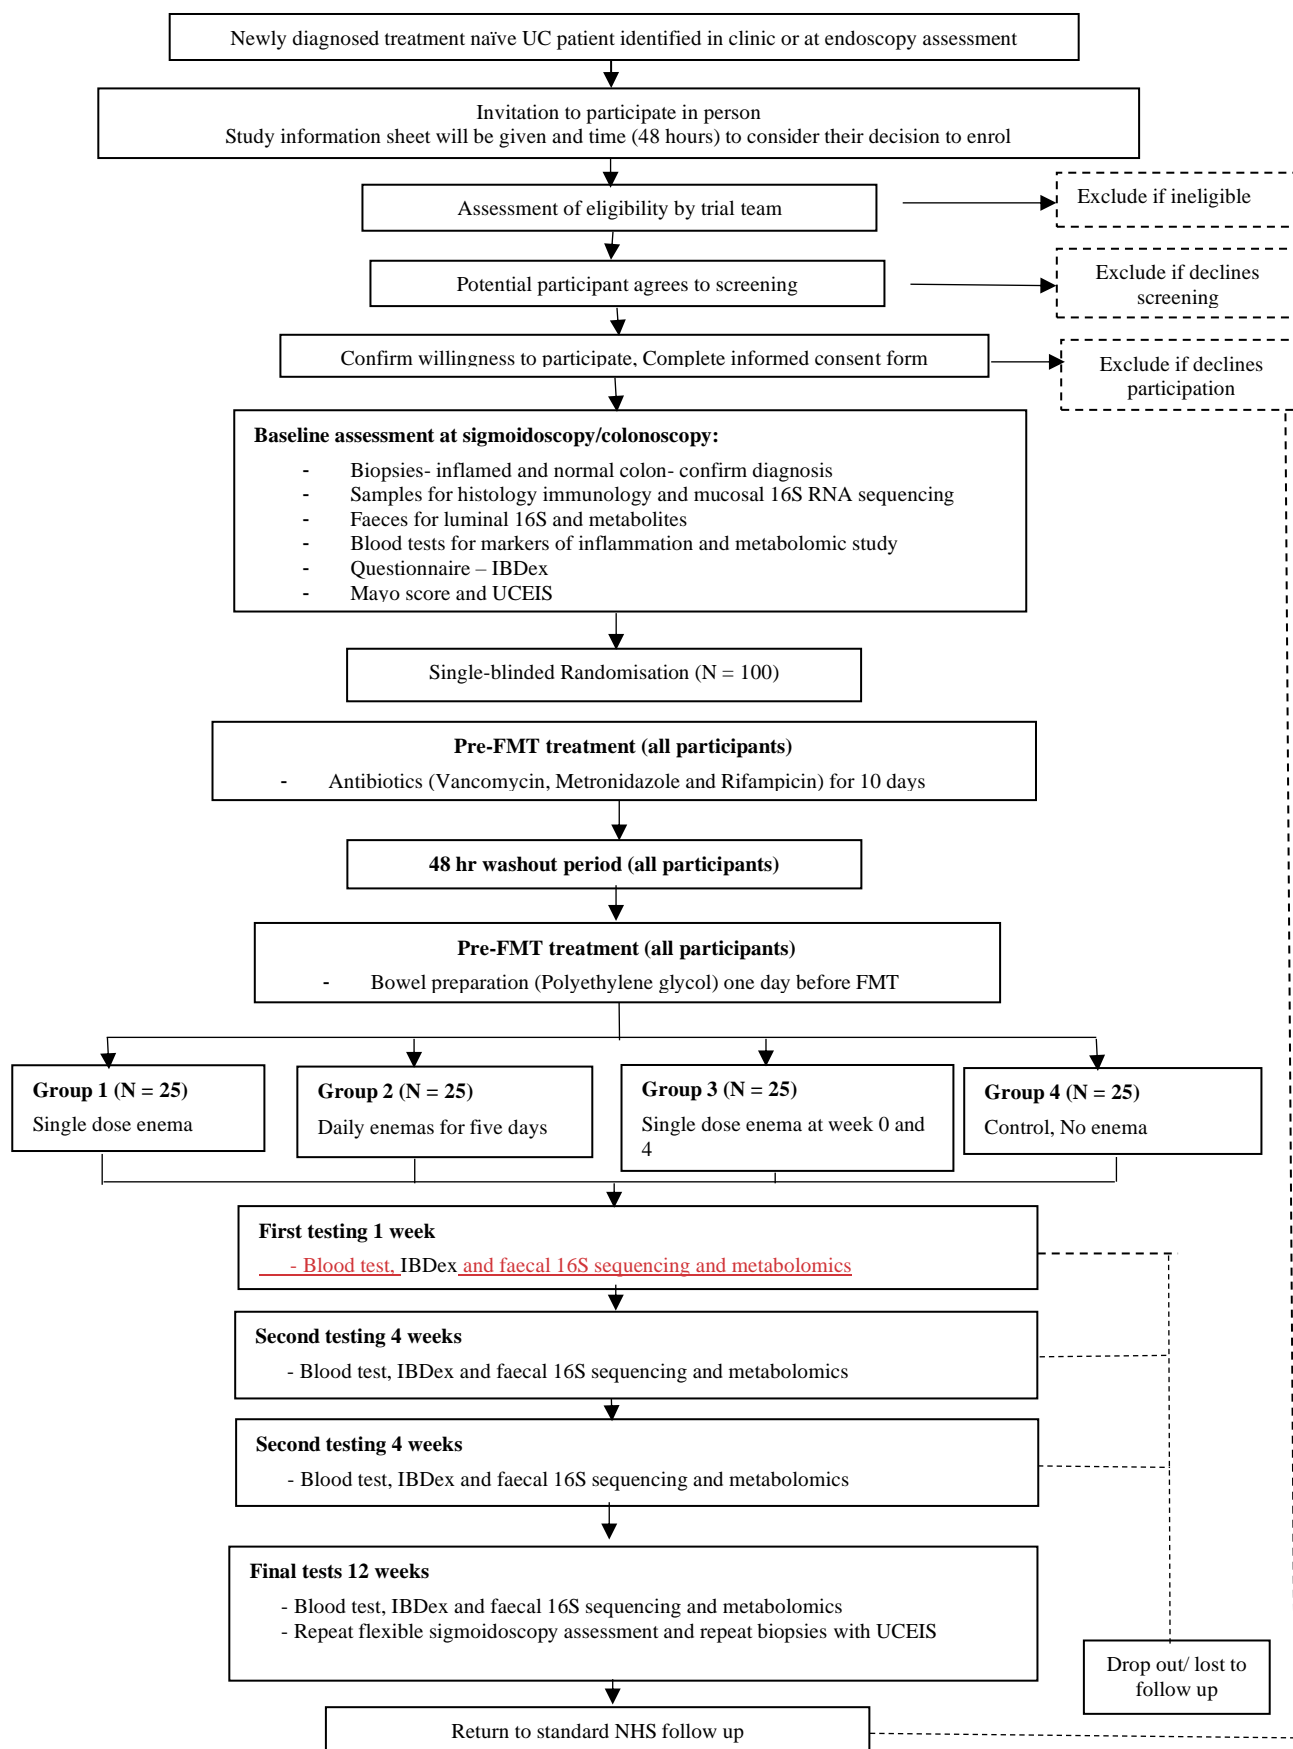 Newly diagnosed treatment naïve UC patient identified in clinic or at endoscopy assessment
Invitation to participate in person
Study information sheet will be given and time (48 hours) to consider their decision to enrol
Assessment of eligibility by trial team
Exclude if ineligible
Potential participant agrees to screening
Exclude if declines
screening
Confirm willingness to participate, Complete informed consent form
Exclude if declines
participation
Baseline assessment at sigmoidoscopy/colonoscopy:
- Biopsies- inflamed and normal colon- confirm diagnosis
- Samples for histology immunology and mucosal 16S RNA sequencing
- Faeces for luminal 16S and metabolites
- Blood tests for markers of inflammation and metabolomic study
- Questionnaire – IBDex
- Mayo score and UCEIS
Single-blinded Randomisation (N = 100)
Pre-FMT treatment (all participants)
- Antibiotics (Vancomycin, Metronidazole and Rifampicin) for 10 days
48 hr washout period (all participants)
Pre-FMT treatment (all participants)
- Bowel preparation (Polyethylene glycol) one day before FMT
Group 1 (N = 25)
Single dose enema
Group 2 (N = 25)
Daily enemas for five days
Group 3 (N = 25)
Single dose enema at week 0 and
4
Group 4 (N = 25)
Control, No enema
First testing 1 week
- Blood test, IBDex and faecal 16S sequencing and metabolomics
Second testing 4 weeks
- Blood test, IBDex and faecal 16S sequencing and metabolomics
Second testing 4 weeks
- Blood test, IBDex and faecal 16S sequencing and metabolomics
Final tests 12 weeks
- Blood test, IBDex and faecal 16S sequencing and metabolomics
- Repeat flexible sigmoidoscopy assessment and repeat biopsies with UCEIS
Drop out/ lost to
follow up
Return to standard NHS follow up